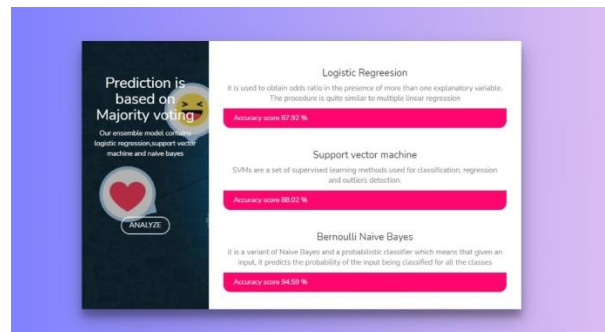 Prediction is
based on
Majority voting
Our ensemble model contains
logistic regression,support vector
machine and naive bayes
ANALYZE
Logistic Regreesion
it is used to obtain odds ratio in the presence of more than one explanatory variable.
The procedure is quite similar to multiple linear regression
Accuracy score 87.92 %
Support vector machine
SVMs are a set of supervised learning methods used for classification, regression
and outliers detection.
Accuracy score 88.02 %
Bernoulli Naive Bayes
it is a variant of Naive Bayes and a probabilistic classifier which means that given an
input, it predicts the probability of the input being classified for all the classes
Accuracy score 94.59 %